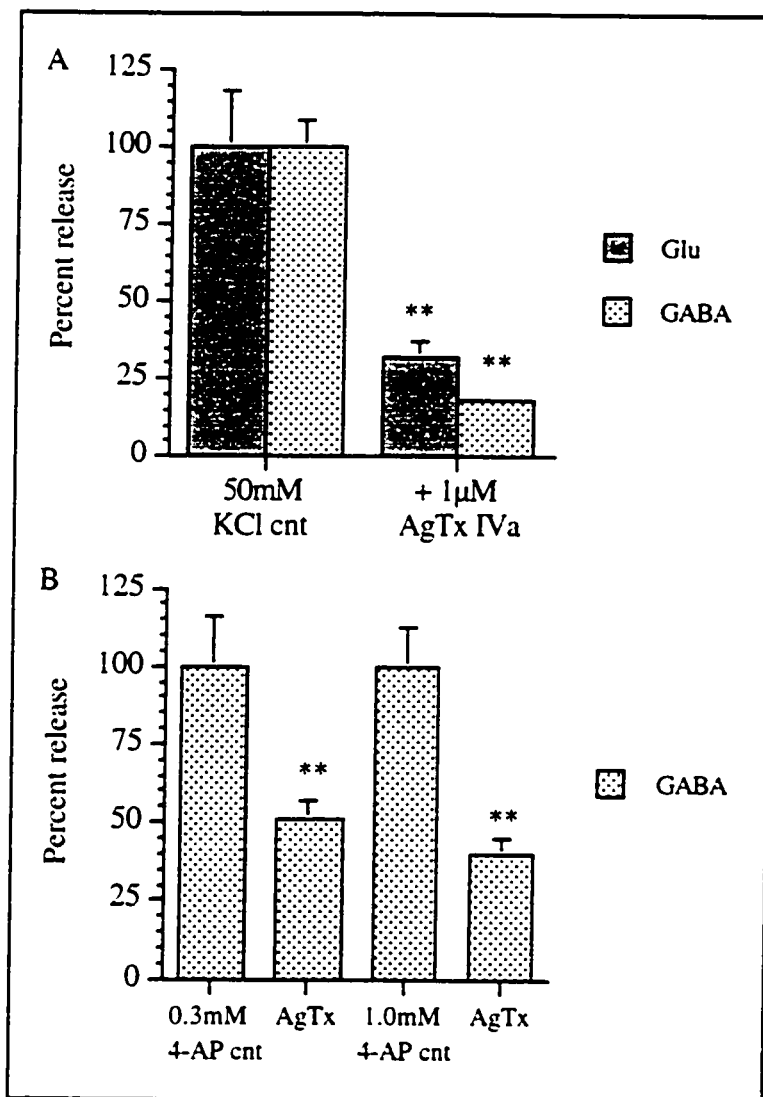 A
125
100
75
50
25
0
Percent release
** **
50mM
KCl cnt
+ 1µM
AgTx IVa
Glu
GABA
B
125
100
75
50
25
0
Percent release
** **
0.3mM
4-AP cnt
AgTx
1.0mM
4-AP cnt
AgTx
GABA